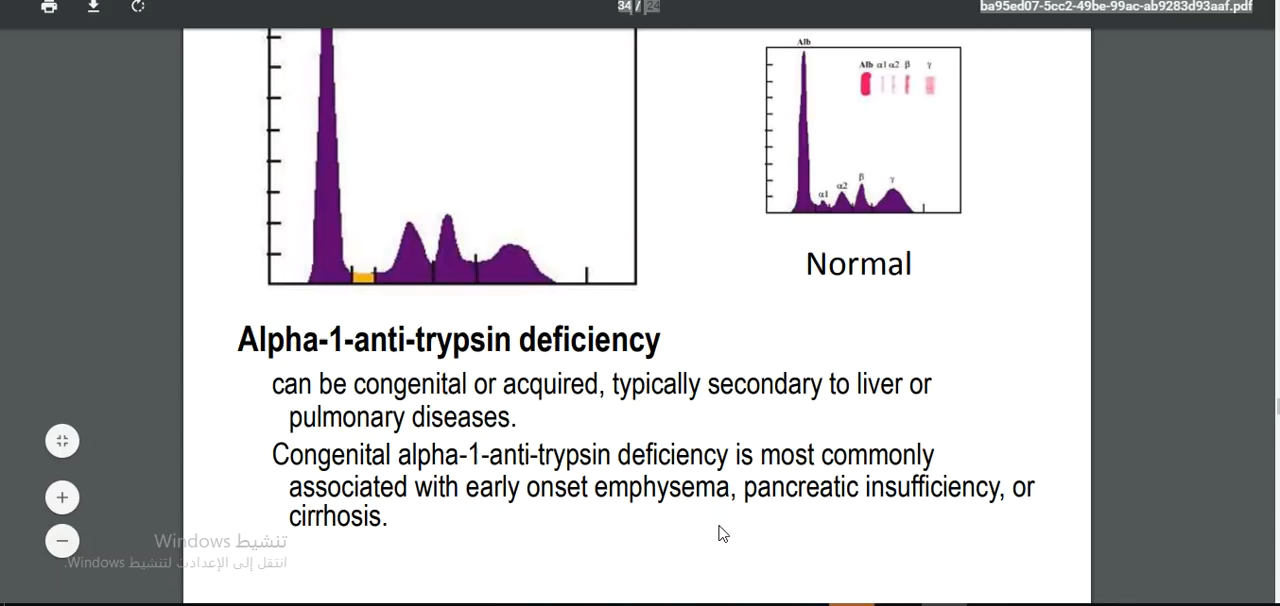 34 / 24
ba95ed07-5cc2-49be-99ac-ab9283d93aaf.pdf
Alb
Alb α1 α2 β γ
α1 α2 β γ
Normal
Alpha-1-anti-trypsin deficiency
can be congenital or acquired, typically secondary to liver or
pulmonary diseases.
Congenital alpha-1-anti-trypsin deficiency is most commonly
associated with early onset emphysema, pancreatic insufficiency, or
cirrhosis.
تنشيط Windows
انتقل إلى الإعدادات لتنشيط Windows.